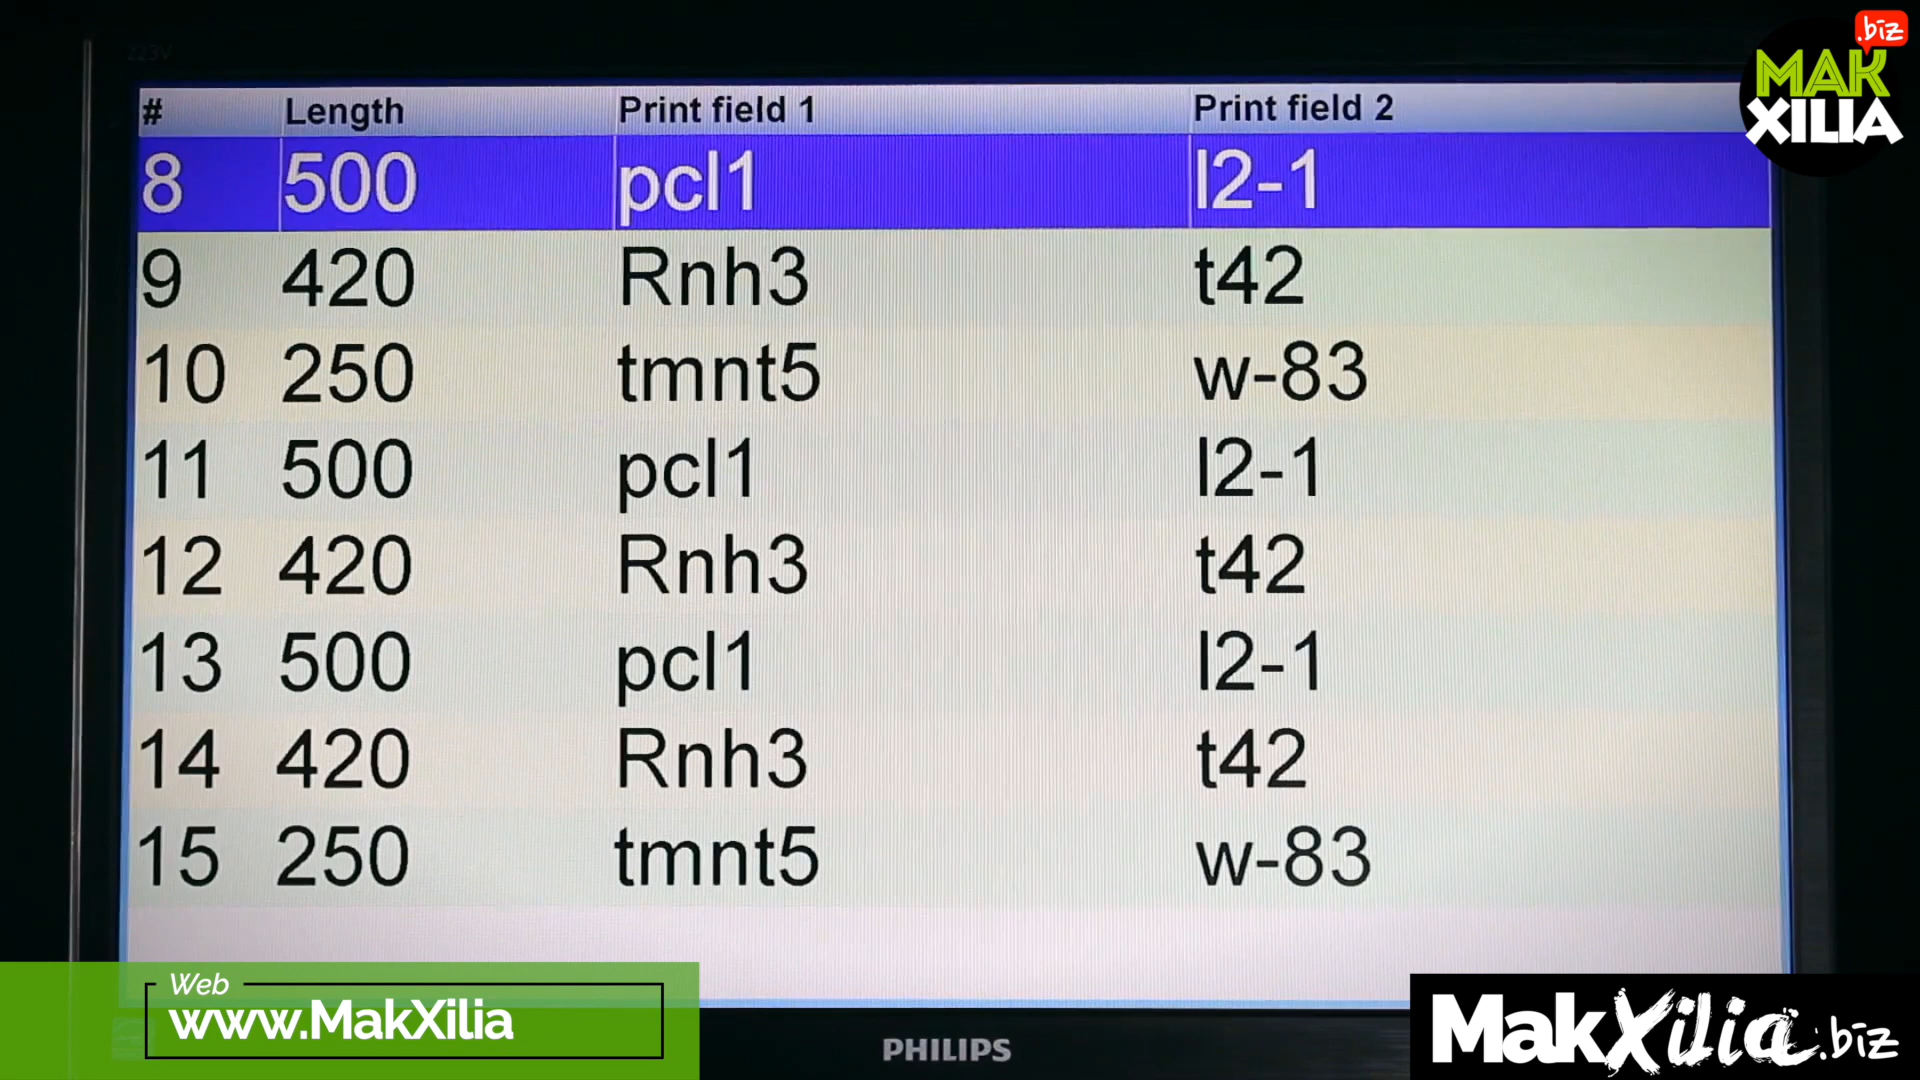 223V
.biz
MAK
XILIA
# Length Print field 1 Print field 2
8 500 pcl1 l2-1
9 420 Rnh3 t42
10 250 tmnt5 w-83
11 500 pcl1 l2-1
12 420 Rnh3 t42
13 500 pcl1 l2-1
14 420 Rnh3 t42
15 250 tmnt5 w-83
Web
www.MakXilia
PHILIPS
MakXilia.biz